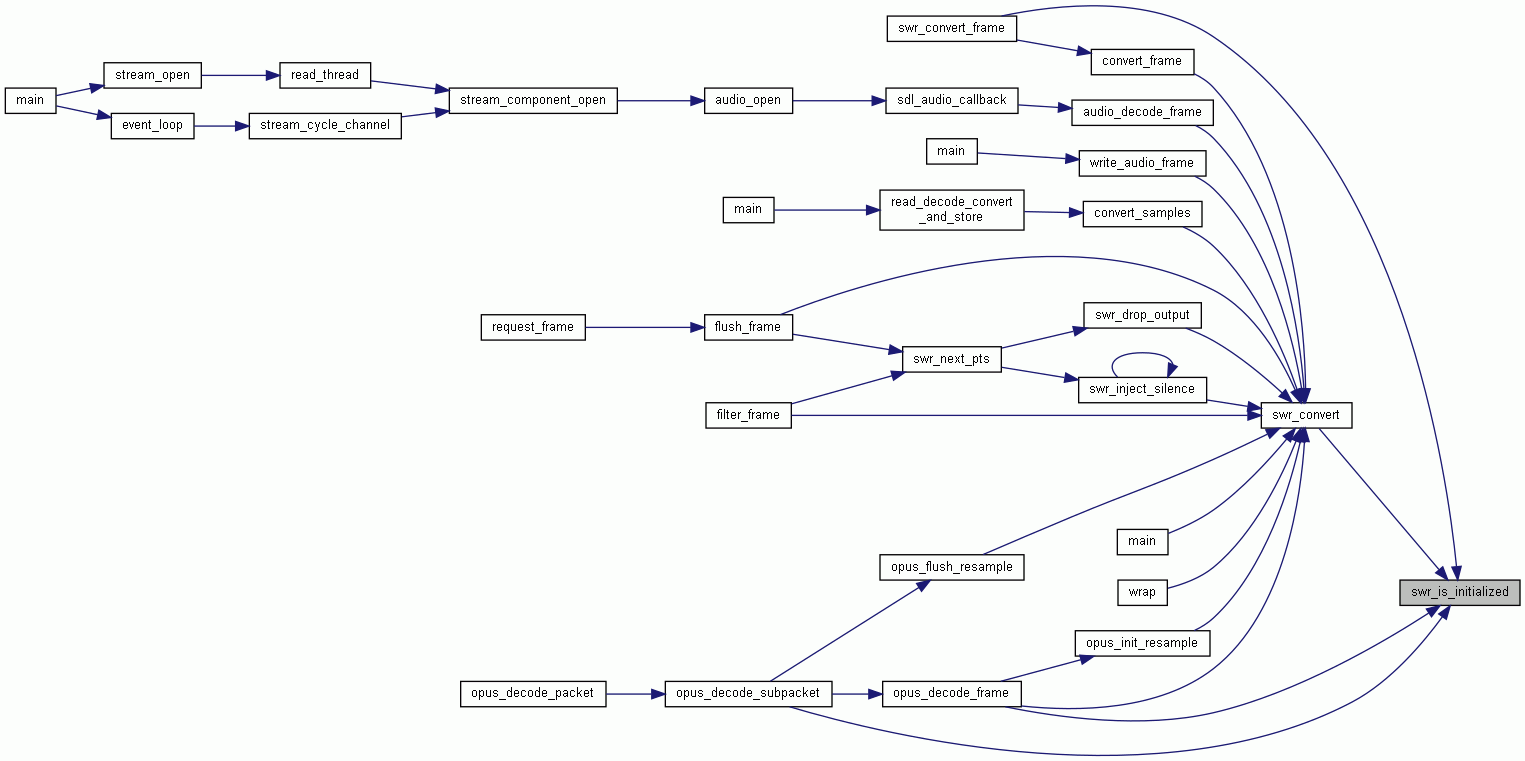 swr_convert_frame
convert_frame
stream_open
read_thread
main
stream_component_open
audio_open
sdl_audio_callback
audio_decode_frame
event_loop
stream_cycle_channel
main
write_audio_frame
main
read_decode_convert
_and_store
convert_samples
request_frame
flush_frame
swr_drop_output
swr_next_pts
swr_inject_silence
filter_frame
swr_convert
main
opus_flush_resample
wrap
swr_is_initialized
opus_init_resample
opus_decode_packet
opus_decode_subpacket
opus_decode_frame